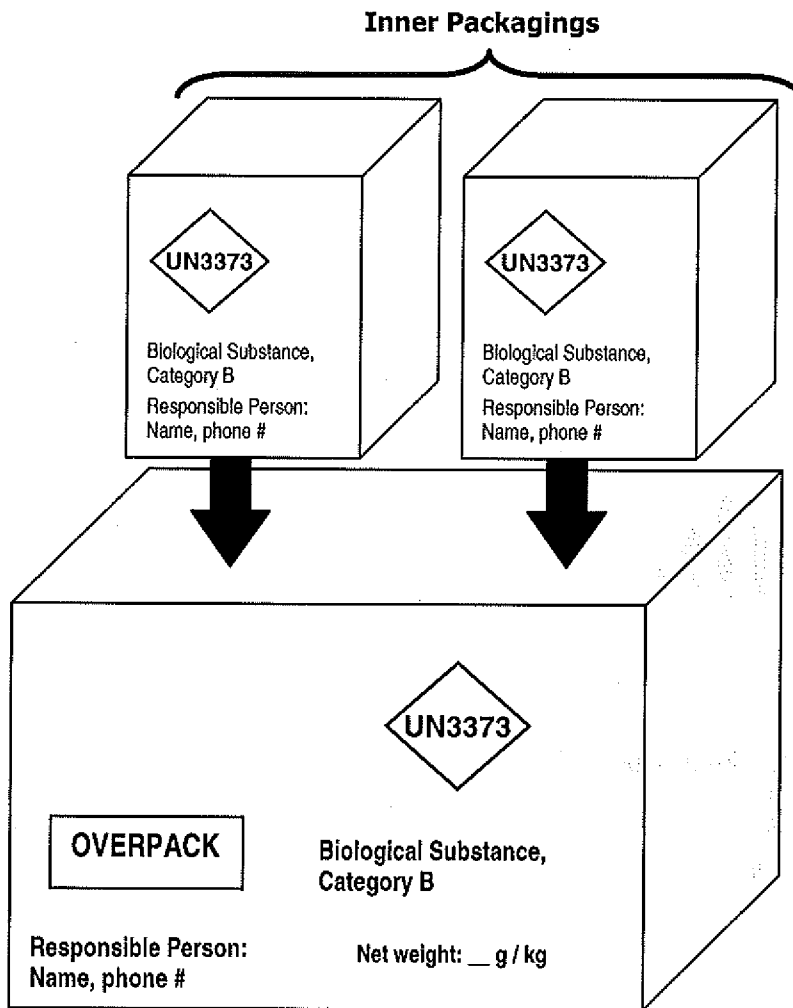 Inner Packagings
UN3373
Biological Substance,
Category B
Responsible Person:
Name, phone #
UN3373
Biological Substance,
Category B
Responsible Person:
Name, phone #
UN3373
OVERPACK
Biological Substance,
Category B
Responsible Person:
Name, phone #
Net weight: __ g / kg